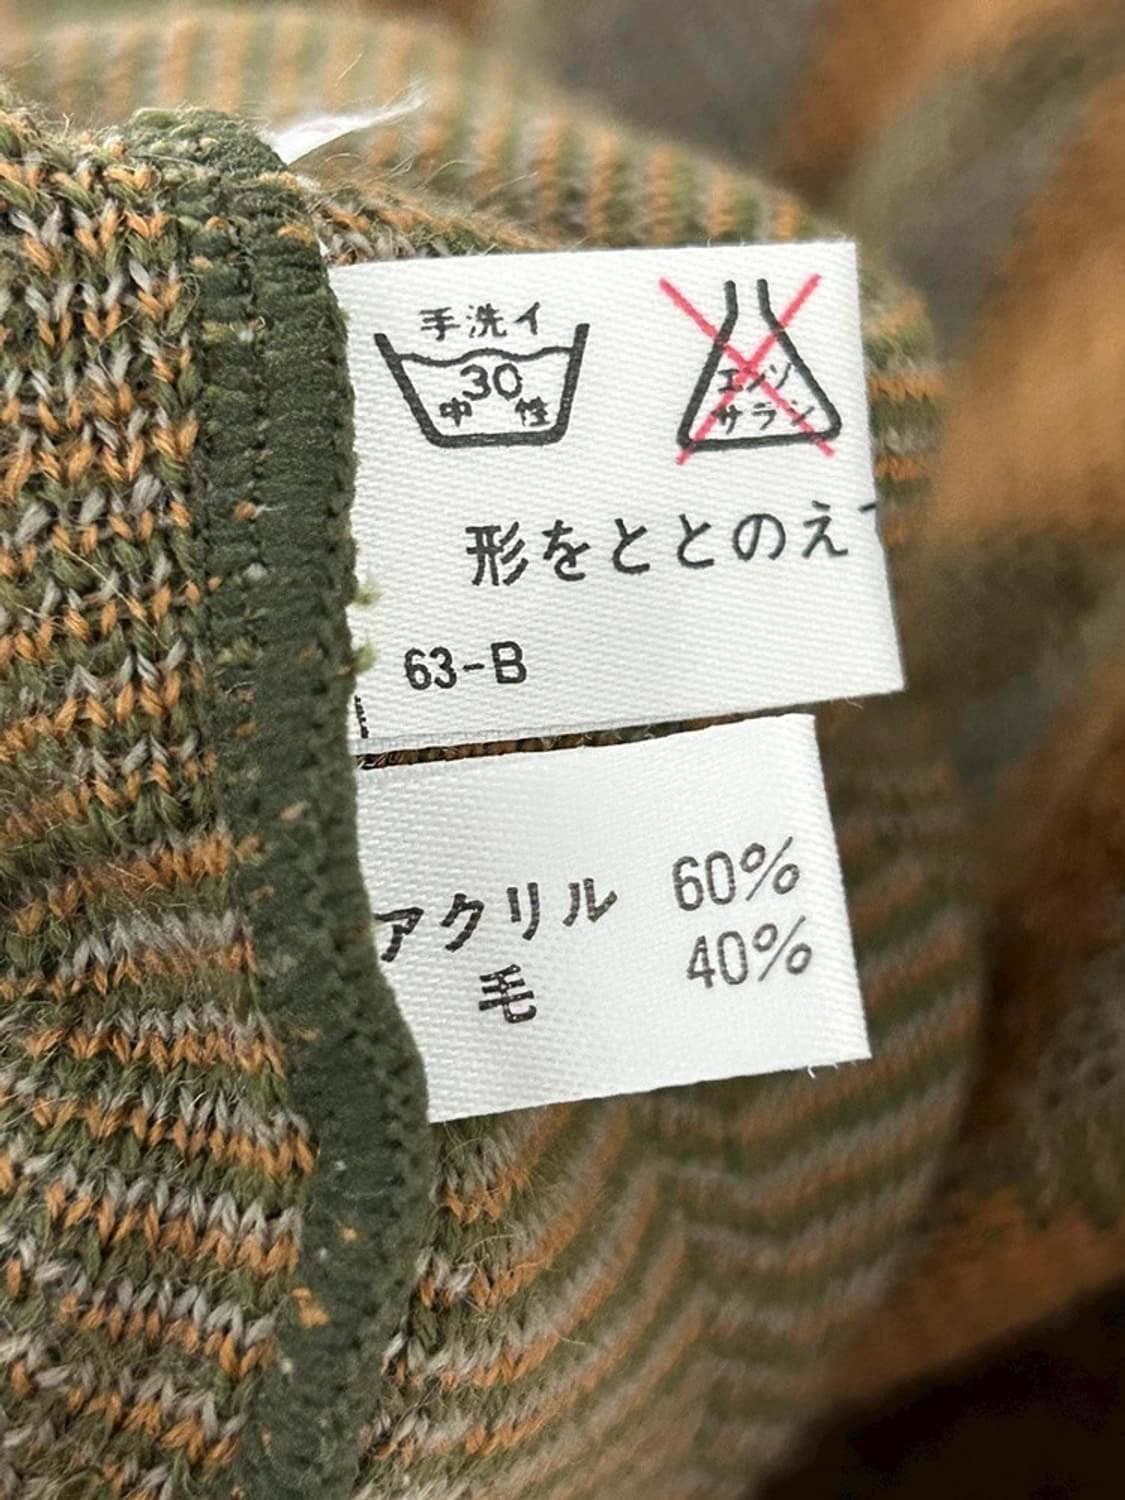 手洗イ
30
中性
エンソ
サラシ
形をととのえ
63-B
アクリル 60%
毛 40%